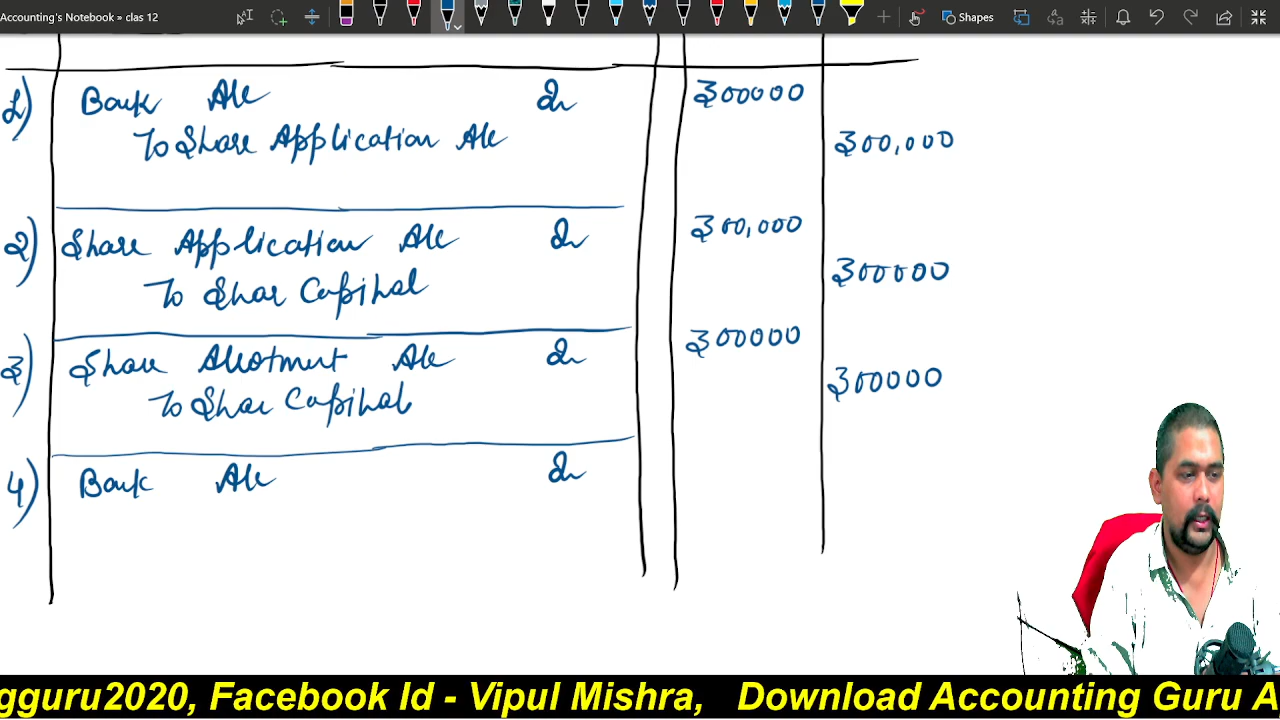 Accounting's Notebook » clas 12
Shapes
1) Bank A/c Dr 300000
To Share Application A/c 300,000
2) Share Application A/c Dr 300,000
To Shar Capital 300000
3) Share Allotment A/c Dr 300000
To Shar Capital 300000
4) Bank A/c Dr
gguru2020, Facebook Id - Vipul Mishra, Download Accounting Guru A